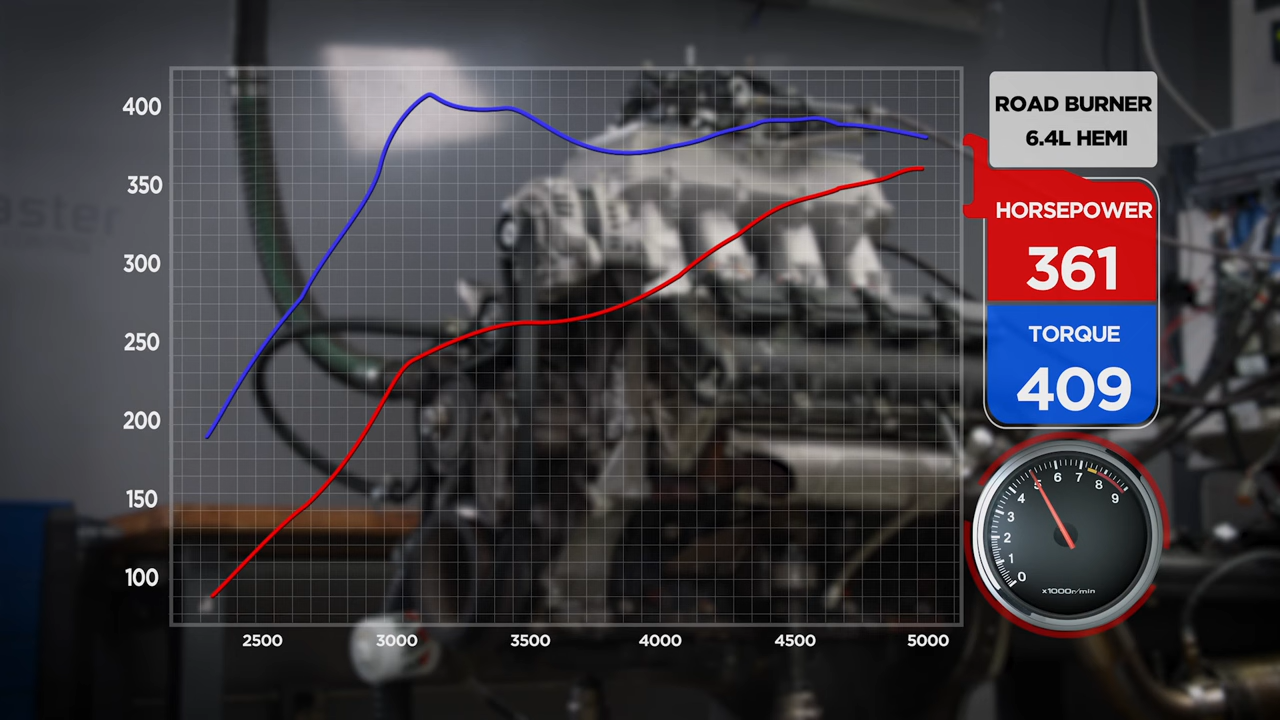 ROAD BURNER
6.4L HEMI
HORSEPOWER
361
TORQUE
409
400
350
300
250
200
150
100
2500 3000 3500 4000 4500 5000
0 1 2 3 4 5 6 7 8 9
x1000r/min
aster